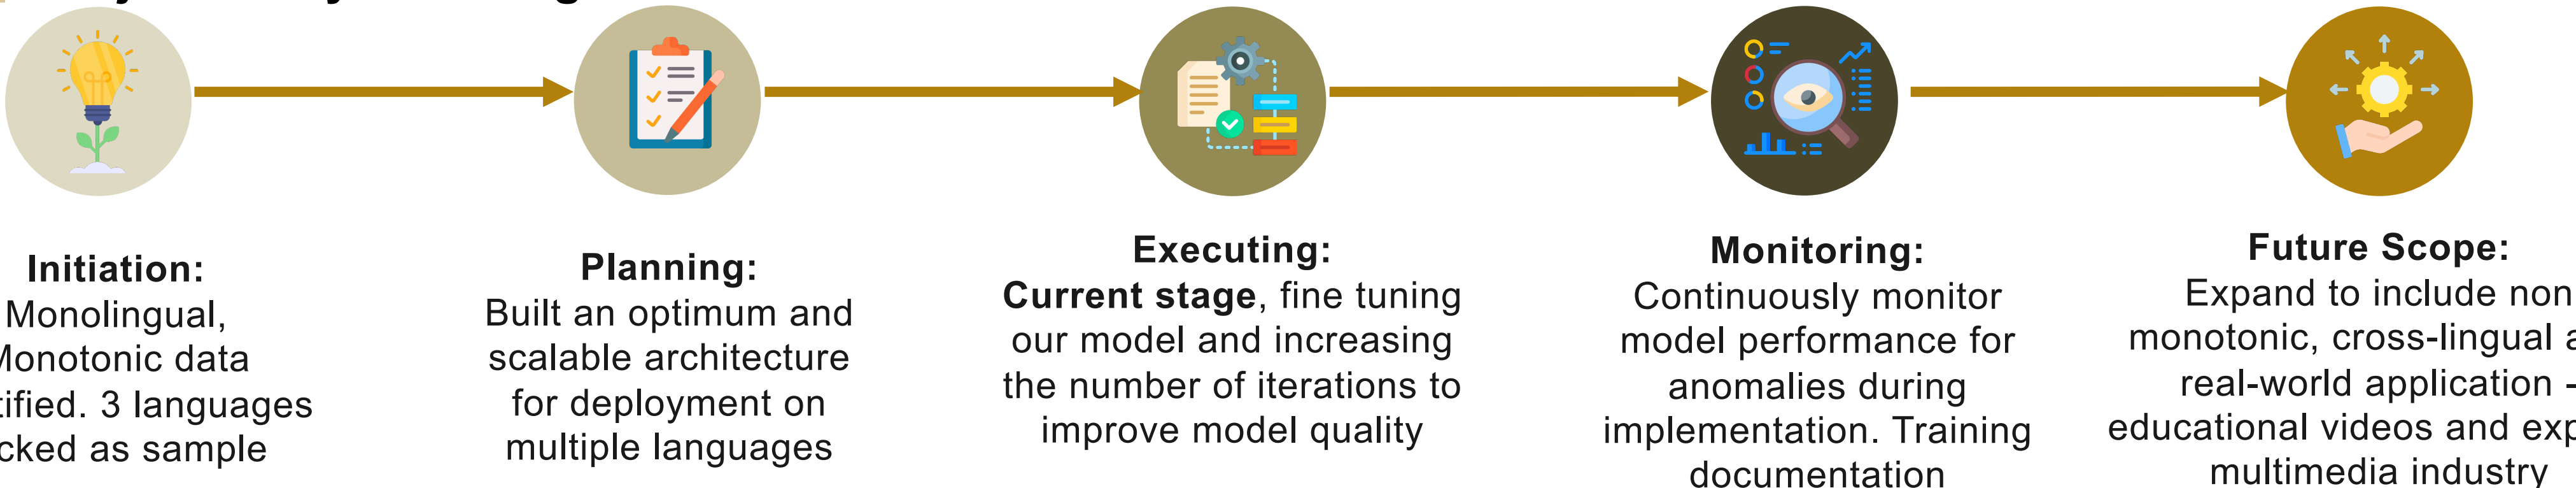 Initiation:
Monolingual,
Monotonic data
3 languages
as sample
Planning:
Built an optimum and
scalable architecture
for deployment on
multiple languages
Executing:
Current stage, fine tuning
our model and increasing
the number of iterations to
improve model quality
Monitoring:
Continuously monitor
model performance for
anomalies during
implementation. Training
documentation
Future Scope:
Expand to include non
monotonic, cross-lingual
real-world application -
educational videos and
multimedia industry